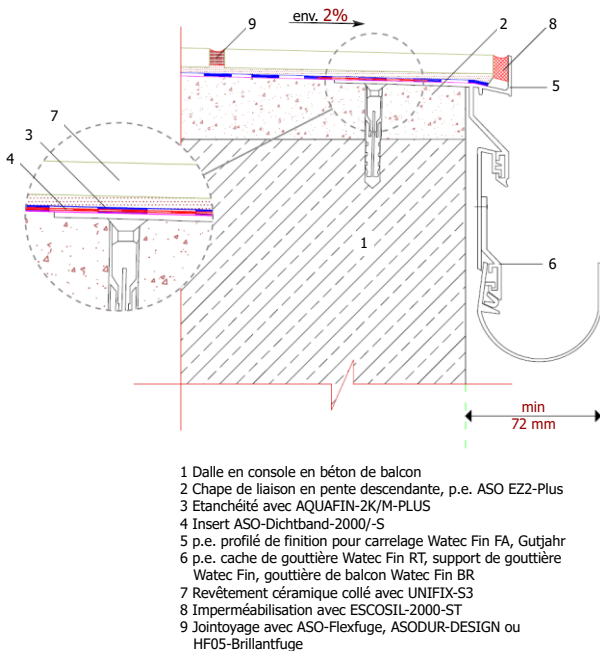 9
env. 2%
2
8
7
5
3
4
1
6
min
72 mm
1 Dalle en console en béton de balcon
2 Chape de liaison en pente descendante, p.e. ASO EZ2-Plus
3 Etanchéité avec AQUAFIN-2K/M-PLUS
4 Insert ASO-Dichtband-2000/-S
5 p.e. profilé de finition pour carrelage Watec Fin FA, Gutjahr
6 p.e. cache de gouttière Watec Fin RT, support de gouttière
Watec Fin, gouttière de balcon Watec Fin BR
7 Revêtement céramique collé avec UNIFIX-S3
8 Imperméabilisation avec ESCOSIL-2000-ST
9 Jointoyage avec ASO-Flexfuge, ASODUR-DESIGN ou
HF05-Brillantfuge